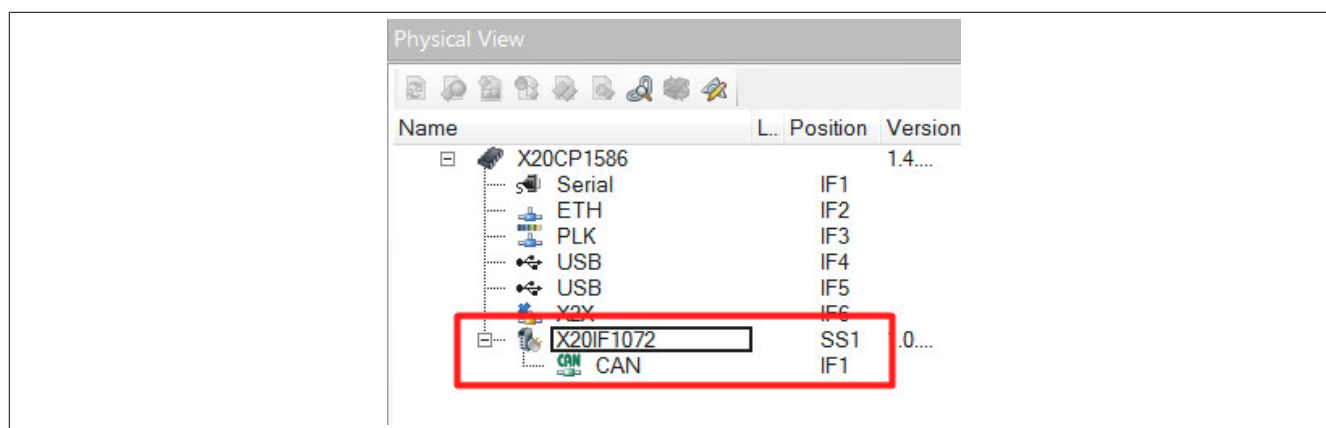 Physical View
Name L... Position Version
X20CP1586 1.4....
Serial IF1
ETH IF2
PLK IF3
USB IF4
USB IF5
X2X IF6
X20IF1072 SS1 .0....
CAN CAN IF1